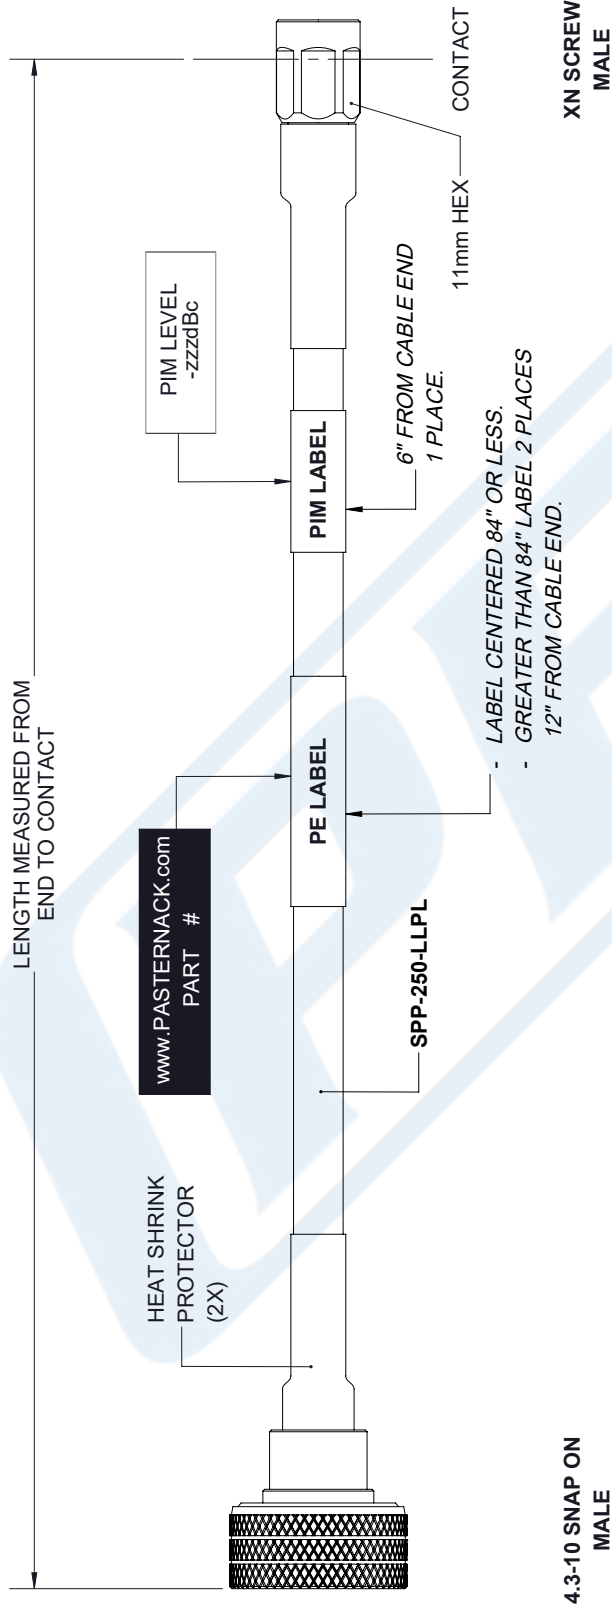 LENGTH MEASURED FROM
END TO CONTACT
HEAT SHRINK
PROTECTOR
(2X)
www.PASTERNACK.com
PART #
PIM LEVEL
-zzzdBc
PE LABEL
PIM LABEL
SPP-250-LLPL
6" FROM CABLE END
1 PLACE.
11mm HEX
CONTACT
- LABEL CENTERED 84" OR LESS.
- GREATER THAN 84" LABEL 2 PLACES
12" FROM CABLE END.
4.3-10 SNAP ON
MALE
XN SCREW
MALE